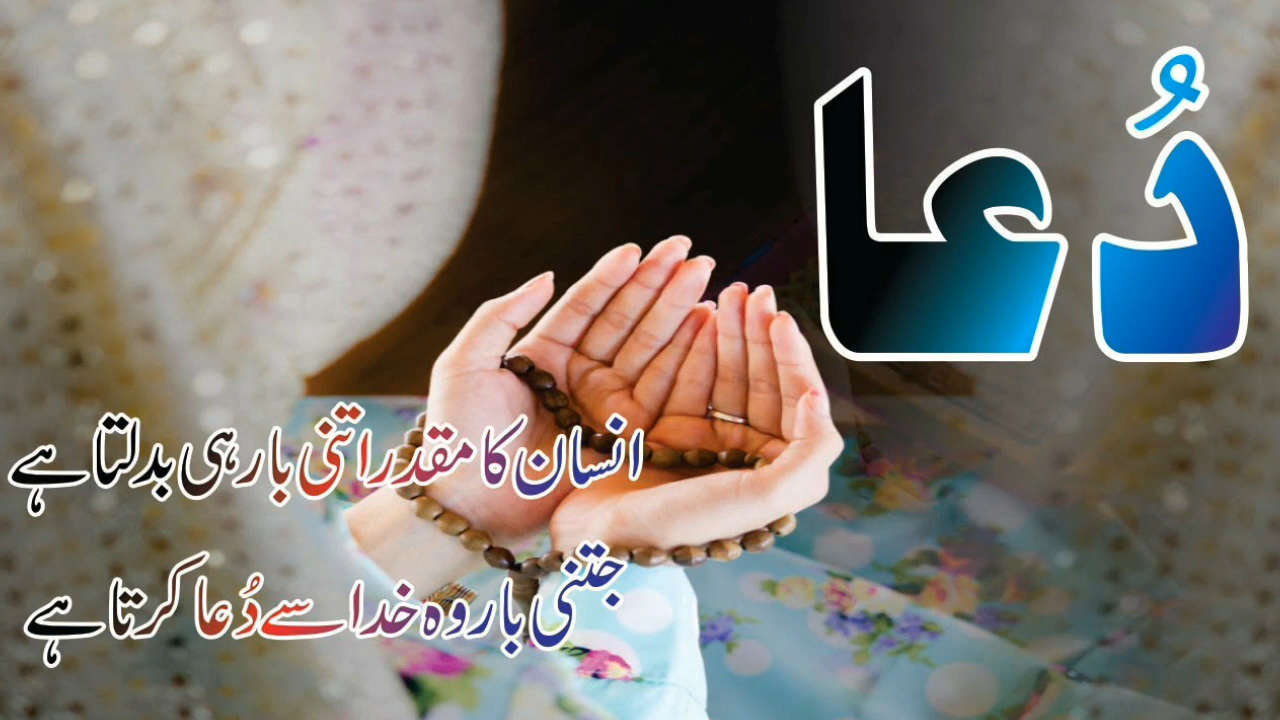 دُعا
انسان کا مقدر اتنی بار ہی بدلتا ہے
جتنی بار وہ خدا سے دُعا کرتا ہے